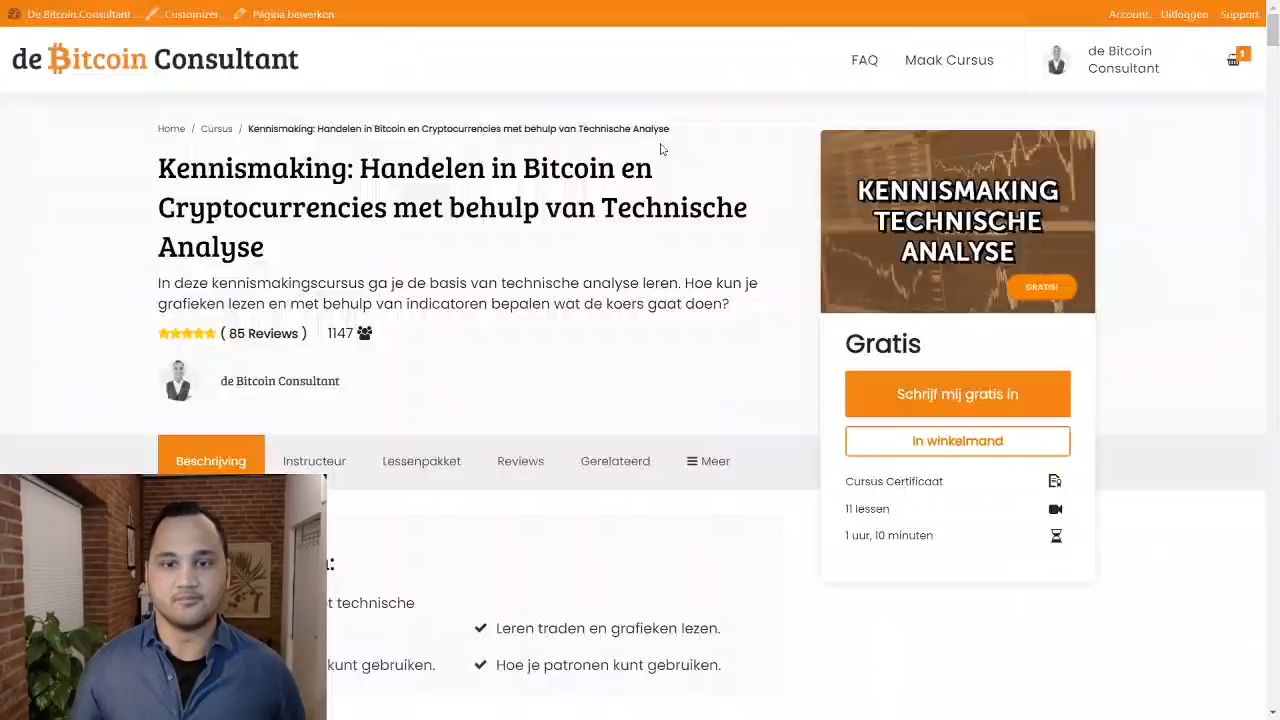 De Bitcoin Consultant
Customizer
Pagina bewerken
Account
Uitloggen
Support
de Bitcoin Consultant
FAQ
Maak Cursus
de Bitcoin
Consultant
1
Home / Cursus / Kennismaking: Handelen in Bitcoin en Cryptocurrencies met behulp van Technische Analyse
Kennismaking: Handelen in Bitcoin en
Cryptocurrencies met behulp van Technische
Analyse
In deze kennismakingscursus ga je de basis van technische analyse leren. Hoe kun je
grafieken lezen en met behulp van indicatoren bepalen wat de koers gaat doen?
( 85 Reviews ) 1147
de Bitcoin Consultant
KENNISMAKING
TECHNISCHE
ANALYSE
GRATIS!
Gratis
Schrijf mij gratis in
In winkelmand
Cursus Certificaat
11 lessen
1 uur, 10 minuten
Beschrijving
Instructeur
Lessenpakket
Reviews
Gerelateerd
Meer
technische
Leren traden en grafieken lezen.
kunt gebruiken.
Hoe je patronen kunt gebruiken.